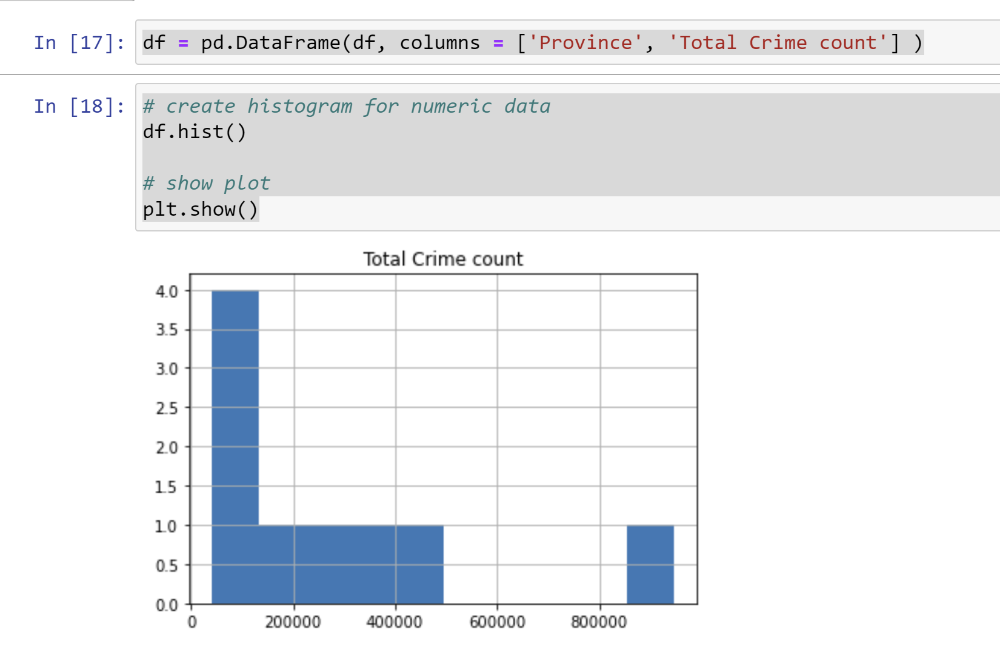 In [17]: df = pd.DataFrame(df, columns = ['Province', 'Total Crime count'] )
In [18]: # create histogram for numeric data
df.hist()
# show plot
plt.show()
Total Crime count
4.0
3.5
3.0
2.5
2.0
1.5
1.0
0.5
0.0
0 200000 400000 600000 800000